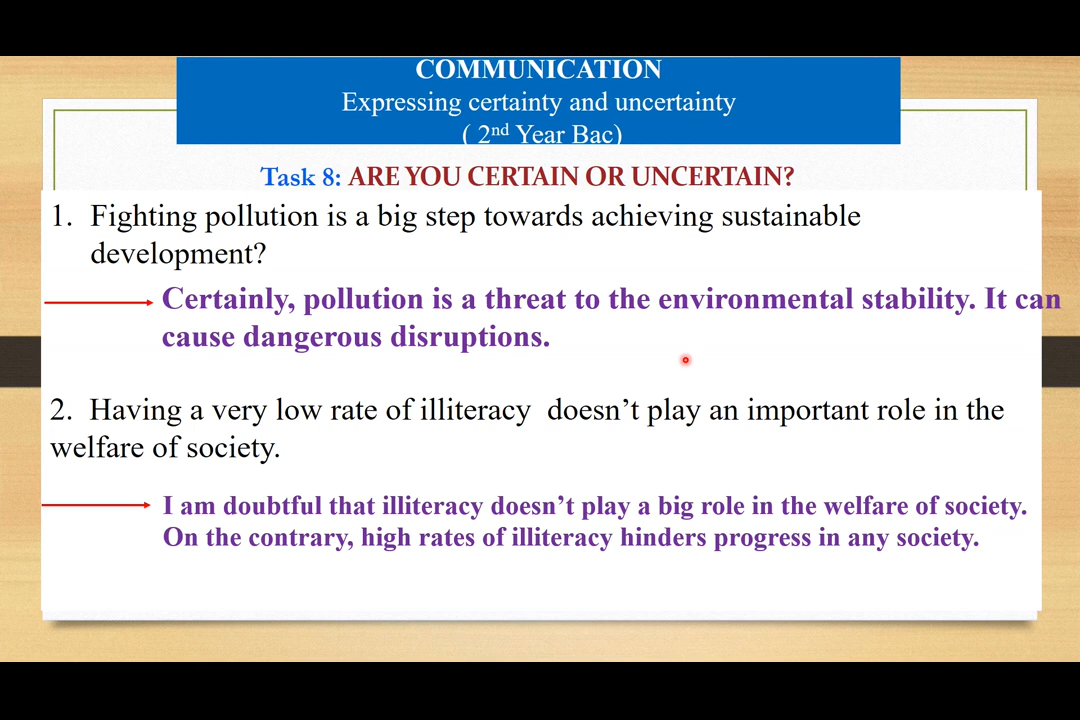 COMMUNICATION
Expressing certainty and uncertainty
( 2nd Year Bac)
Task 8: ARE YOU CERTAIN OR UNCERTAIN?
1. Fighting pollution is a big step towards achieving sustainable
development?
Certainly, pollution is a threat to the environmental stability. It can
cause dangerous disruptions.
2. Having a very low rate of illiteracy doesn’t play an important role in the
welfare of society.
I am doubtful that illiteracy doesn’t play a big role in the welfare of society.
On the contrary, high rates of illiteracy hinders progress in any society.